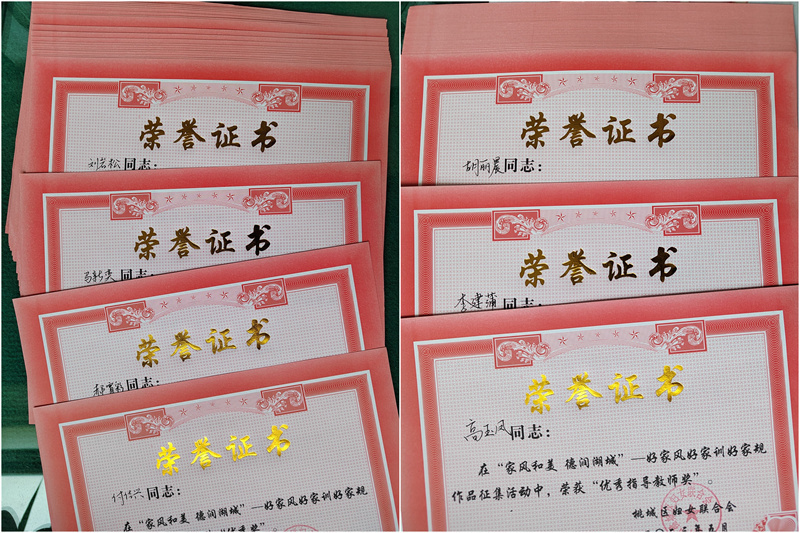 荣誉证书
刘岩松同志：
荣誉证书
同志：
荣誉证书
同志：
荣誉证书
同志：
在“家风和美 德润湖城”—好家风好家训好家规
荣誉证书
胡丽晨同志：
荣誉证书
李建蒲同志
荣誉证书
高玉凤同志：
在“家风和美 德润湖城”—好家风好家训好家规
作品征集活动中，荣获“优秀指导教师奖”。
桃城区妇女联合会